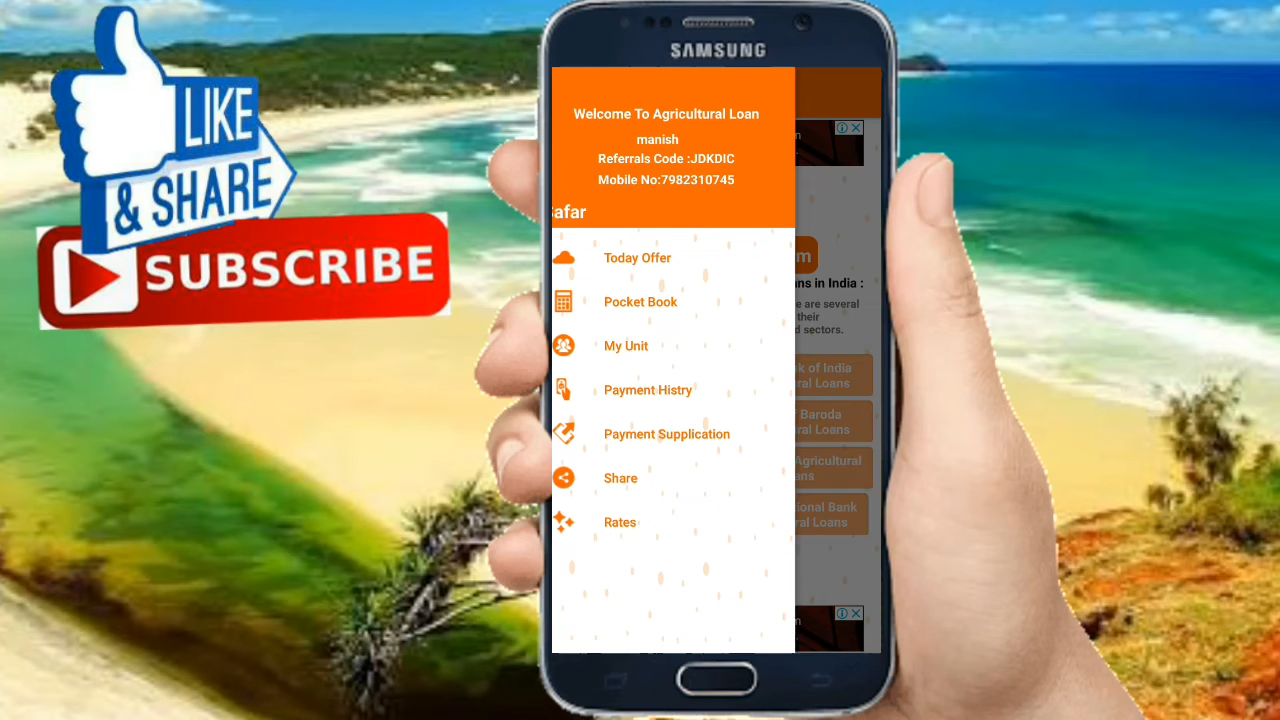 LIKE
& SHARE
SUBSCRIBE
SAMSUNG
Welcome To Agricultural Loan
manish
Referrals Code :JDKDIC
Mobile No:7982310745
afar
Today Offer
Pocket Book
My Unit
Payment Histry
Payment Supplication
Share
Rates
m
ns in India :
e are several
their
d sectors.
k of India
ral Loans
Baroda
ral Loans
Agricultural
ans
ional Bank
ral Loans